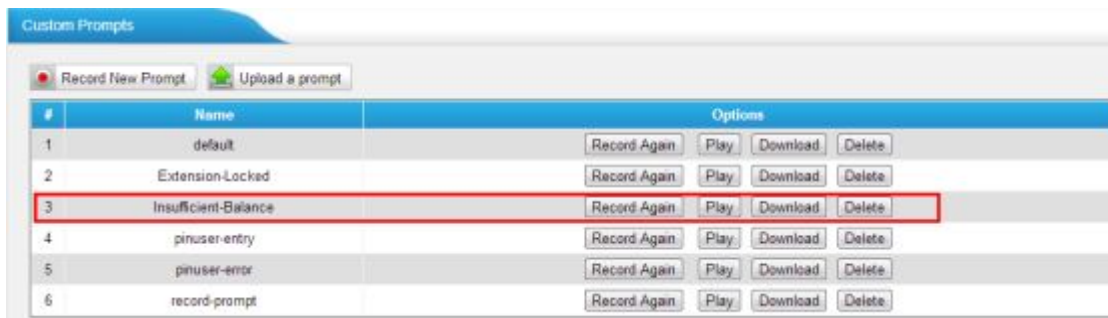 Custom Prompts
Record New Prompt Upload a prompt
# Name Options
1 default Record Again Play Download Delete
2 Extension-Locked Record Again Play Download Delete
3 Insufficient-Balance Record Again Play Download Delete
4 pinuser-entry Record Again Play Download Delete
5 pinuser-error Record Again Play Download Delete
6 record-prompt Record Again Play Download Delete